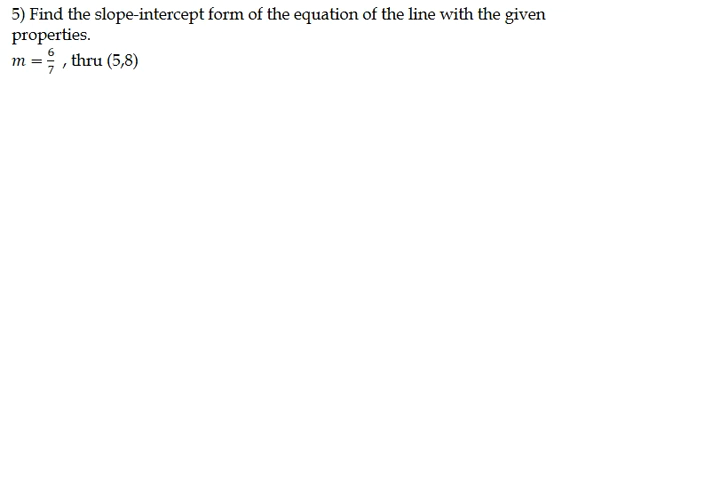 5) Find the slope-intercept form of the equation of the line with the given
properties.
m = 6/7 , thru (5,8)